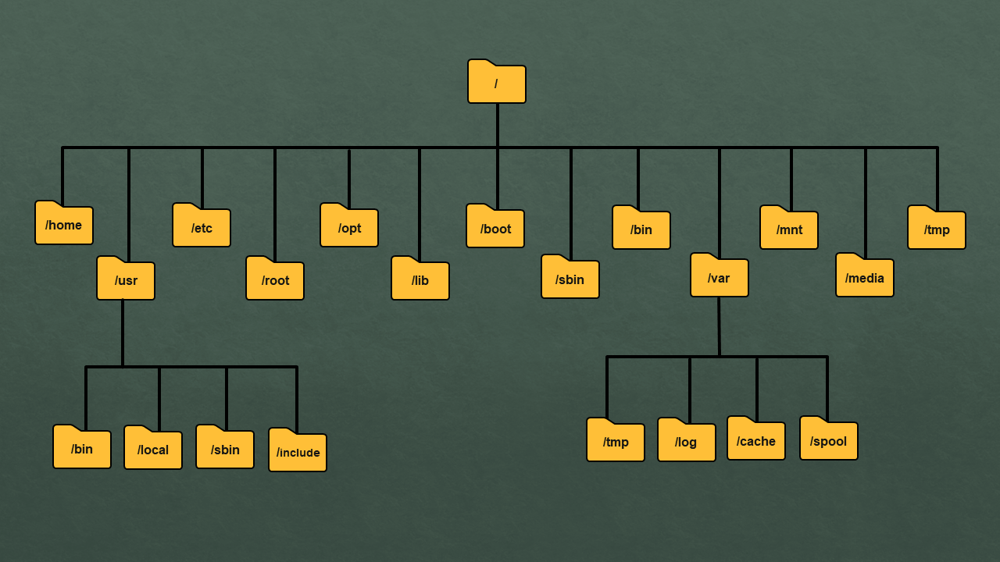 /
/home
/etc
/opt
/boot
/bin
/mnt
/tmp
/usr
/root
/lib
/sbin
/var
/media
/bin
/local
/sbin
/include
/tmp
/log
/cache
/spool